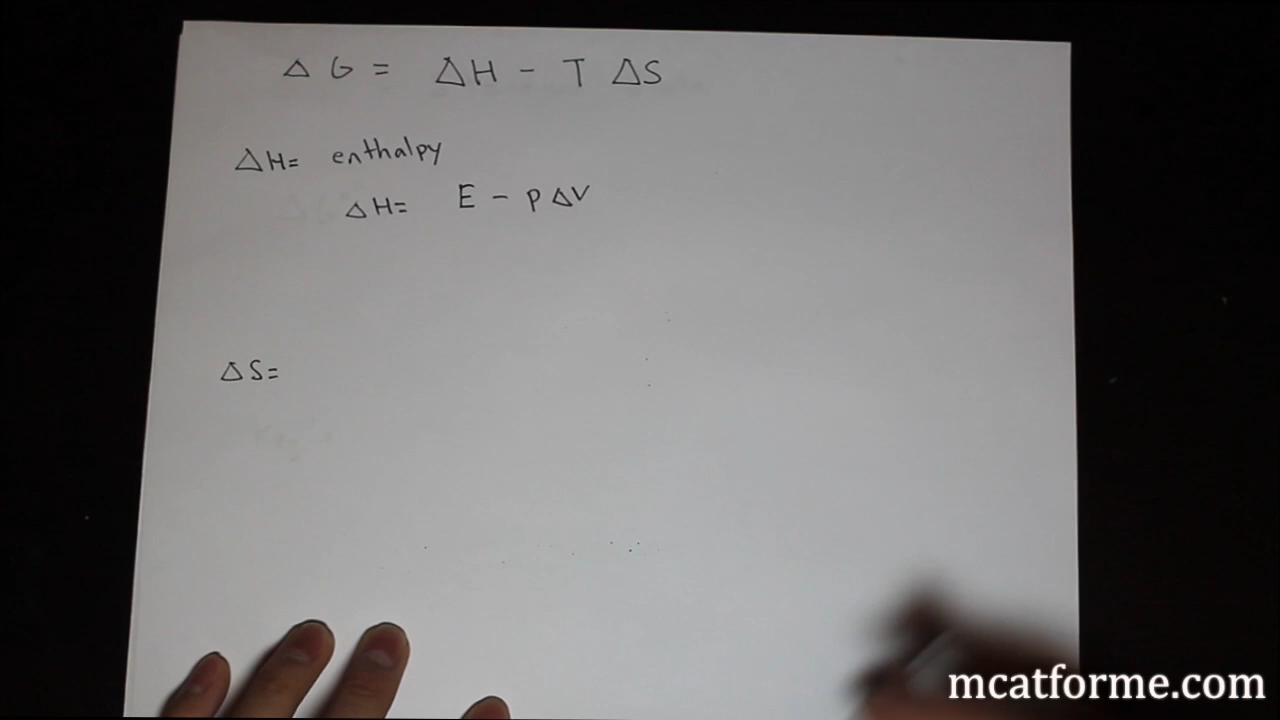 Δ G = ΔH - T ΔS
ΔH= enthalpy
ΔH= E - PΔV
ΔS=
mcatforme.com